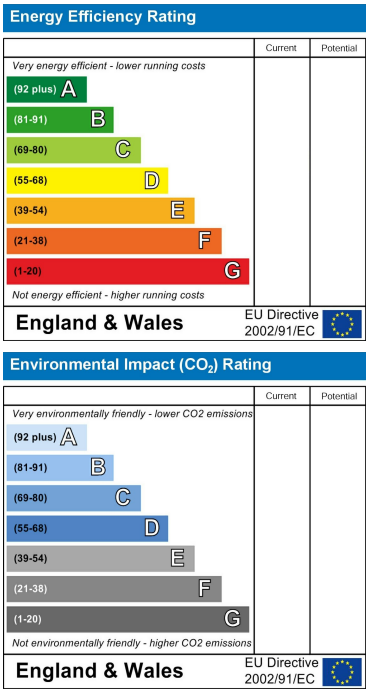 Energy Efficiency Rating
Current Potential
Very energy efficient - lower running costs
(92 plus) A
(81-91) B
(69-80) C
(55-68) D
(39-54) E
(21-38) F
(1-20) G
Not energy efficient - higher running costs
England & Wales
EU Directive
2002/91/EC
Environmental Impact (CO₂) Rating
Current Potential
Very environmentally friendly - lower CO2 emissions
(92 plus) A
(81-91) B
(69-80) C
(55-68) D
(39-54) E
(21-38) F
(1-20) G
Not environmentally friendly - higher CO2 emissions
England & Wales
EU Directive
2002/91/EC